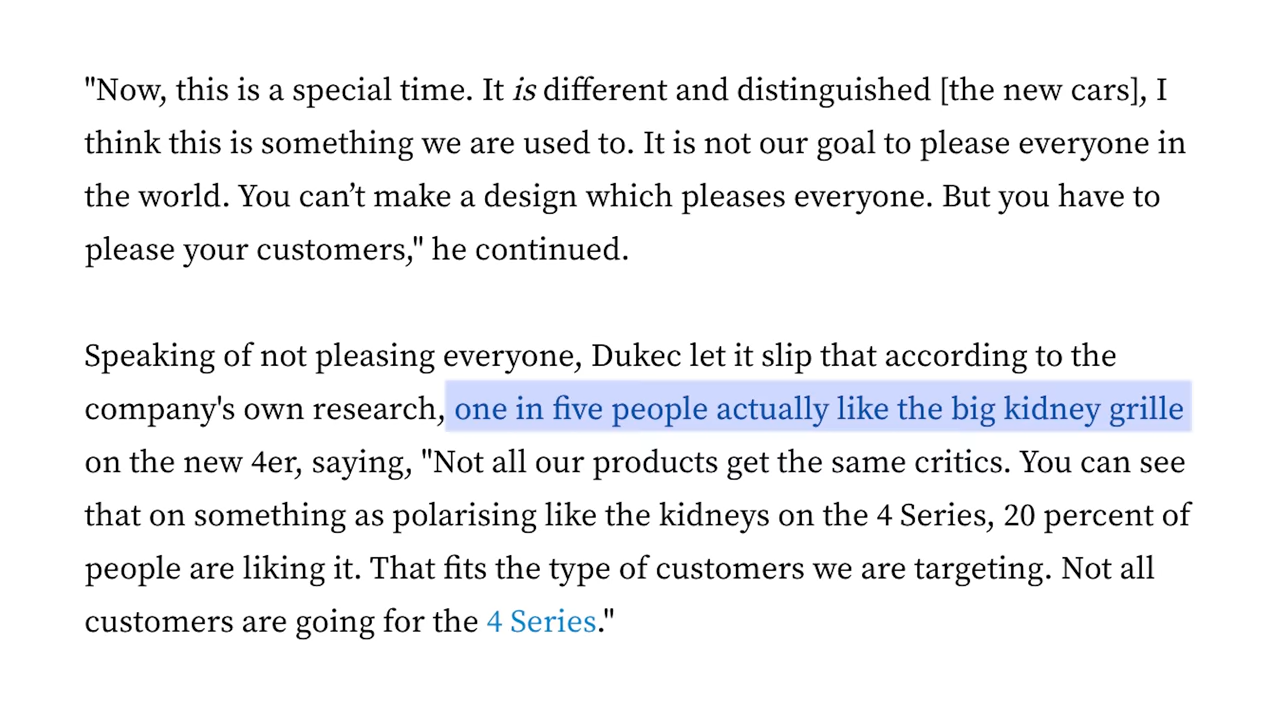 "Now, this is a special time. It is different and distinguished [the new cars], I
think this is something we are used to. It is not our goal to please everyone in
the world. You can’t make a design which pleases everyone. But you have to
please your customers," he continued.
Speaking of not pleasing everyone, Dukec let it slip that according to the
company's own research, one in five people actually like the big kidney grille
on the new 4er, saying, "Not all our products get the same critics. You can see
that on something as polarising like the kidneys on the 4 Series, 20 percent of
people are liking it. That fits the type of customers we are targeting. Not all
customers are going for the 4 Series."